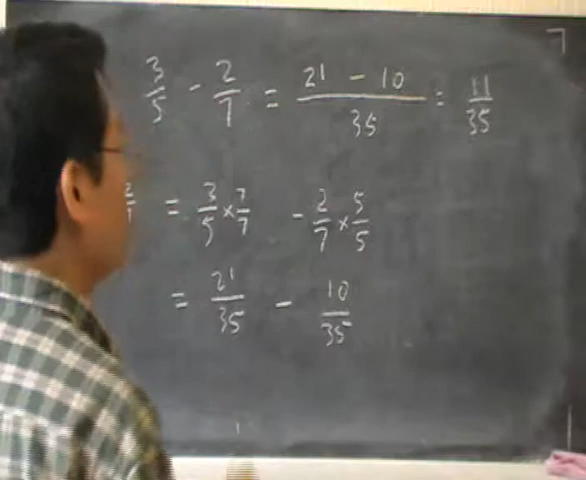 3/5 - 2/7 = (21 - 10)/35 = 11/35
= 3/5 × 7/7 - 2/7 × 5/5
= 21/35 - 10/35